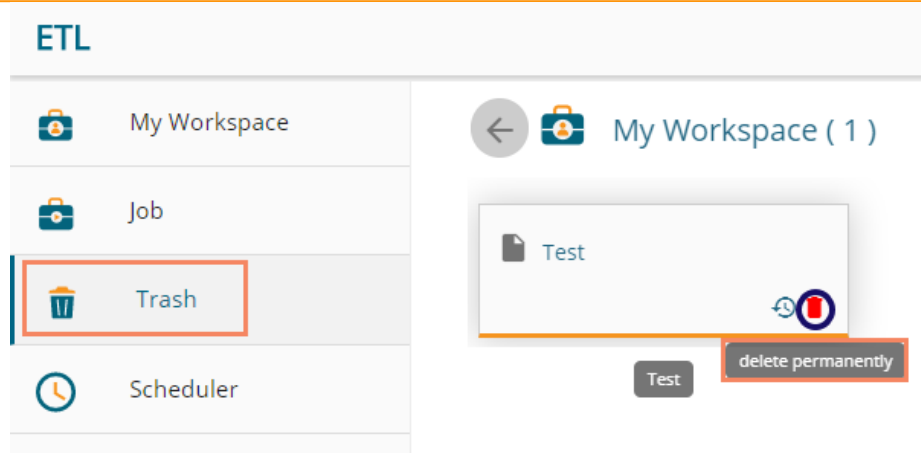 ETL
My Workspace
Job
Trash
Scheduler
My Workspace ( 1 )
Test
delete permanently
Test